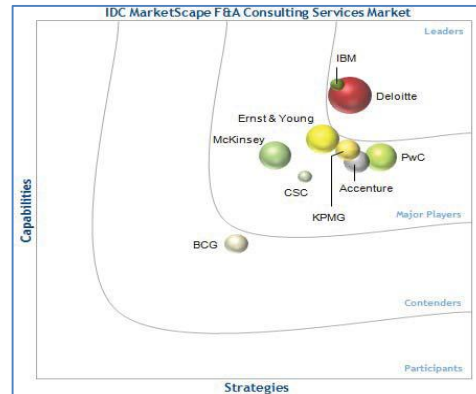 IDC MarketScape F&A Consulting Services Market
Leaders
IBM
Deloitte
Ernst & Young
McKinsey
PwC
CSC
Accenture
KPMG
Major Players
Capabilities
BCG
Contenders
Participants
Strategies